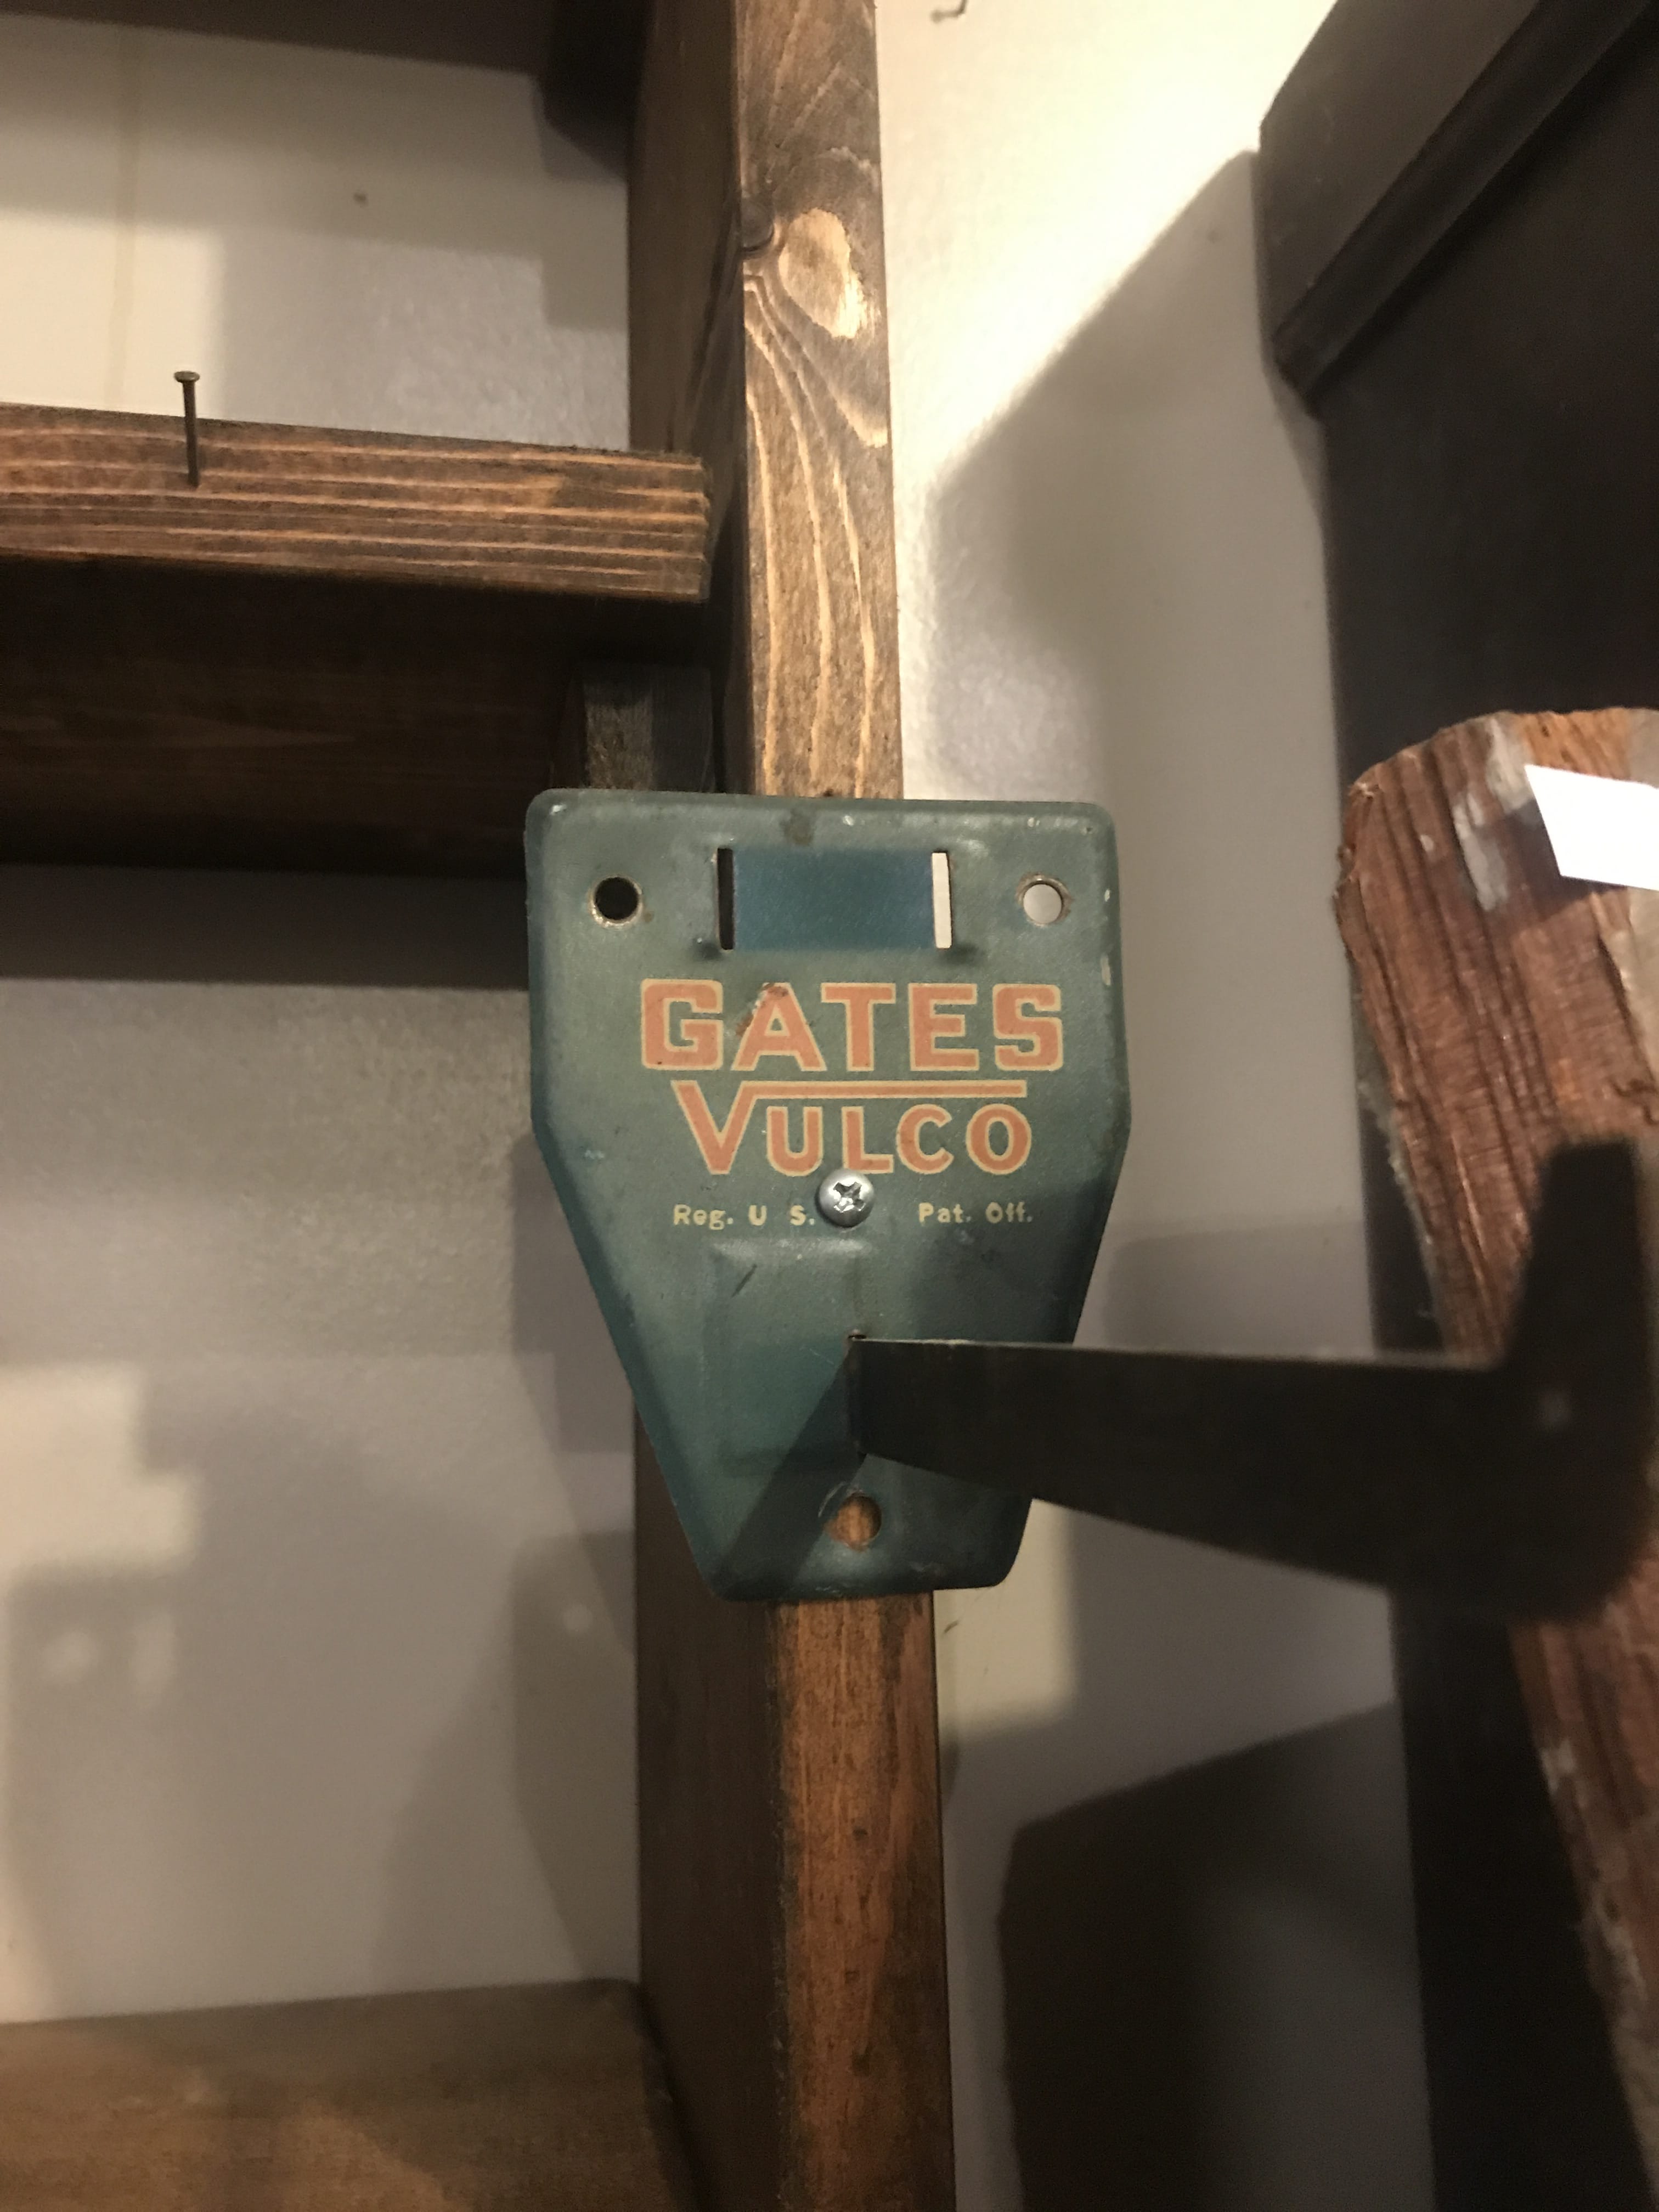 GATES
VULCO
Reg. U S. Pat. Off.